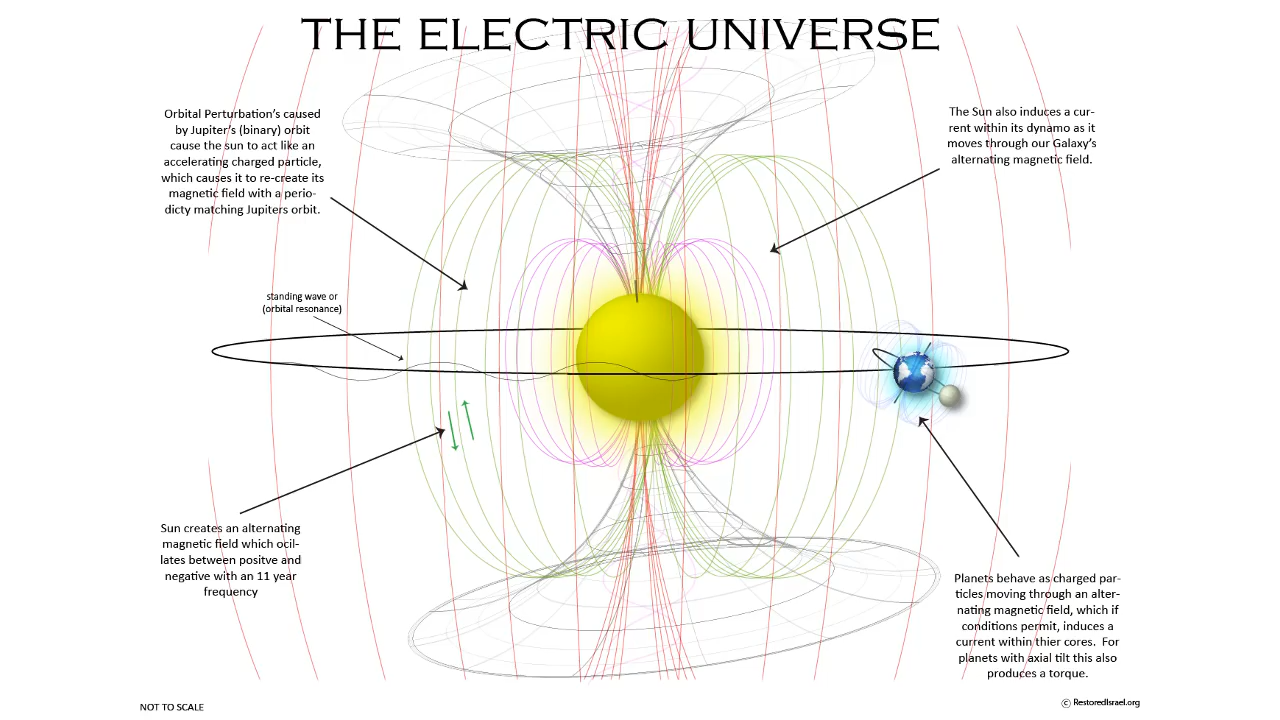 THE ELECTRIC UNIVERSE
Orbital Perturbation's caused
by Jupiter's (binary) orbit
cause the sun to act like an
accelerating charged particle,
which causes it to re-create its
magnetic field with a perio-
dicty matching Jupiters orbit.
The Sun also induces a cur-
rent within its dynamo as it
moves through our Galaxy's
alternating magnetic field.
standing wave or
(orbital resonance)
Sun creates an alternating
magnetic field which ocil-
lates between positve and
negative with an 11 year
frequency
Planets behave as charged par-
ticles moving through an alter-
nating magnetic field, which if
conditions permit, induces a
current within thier cores.  For
planets with axial tilt this also
produces a torque.
NOT TO SCALE
© RestoredIsrael.org